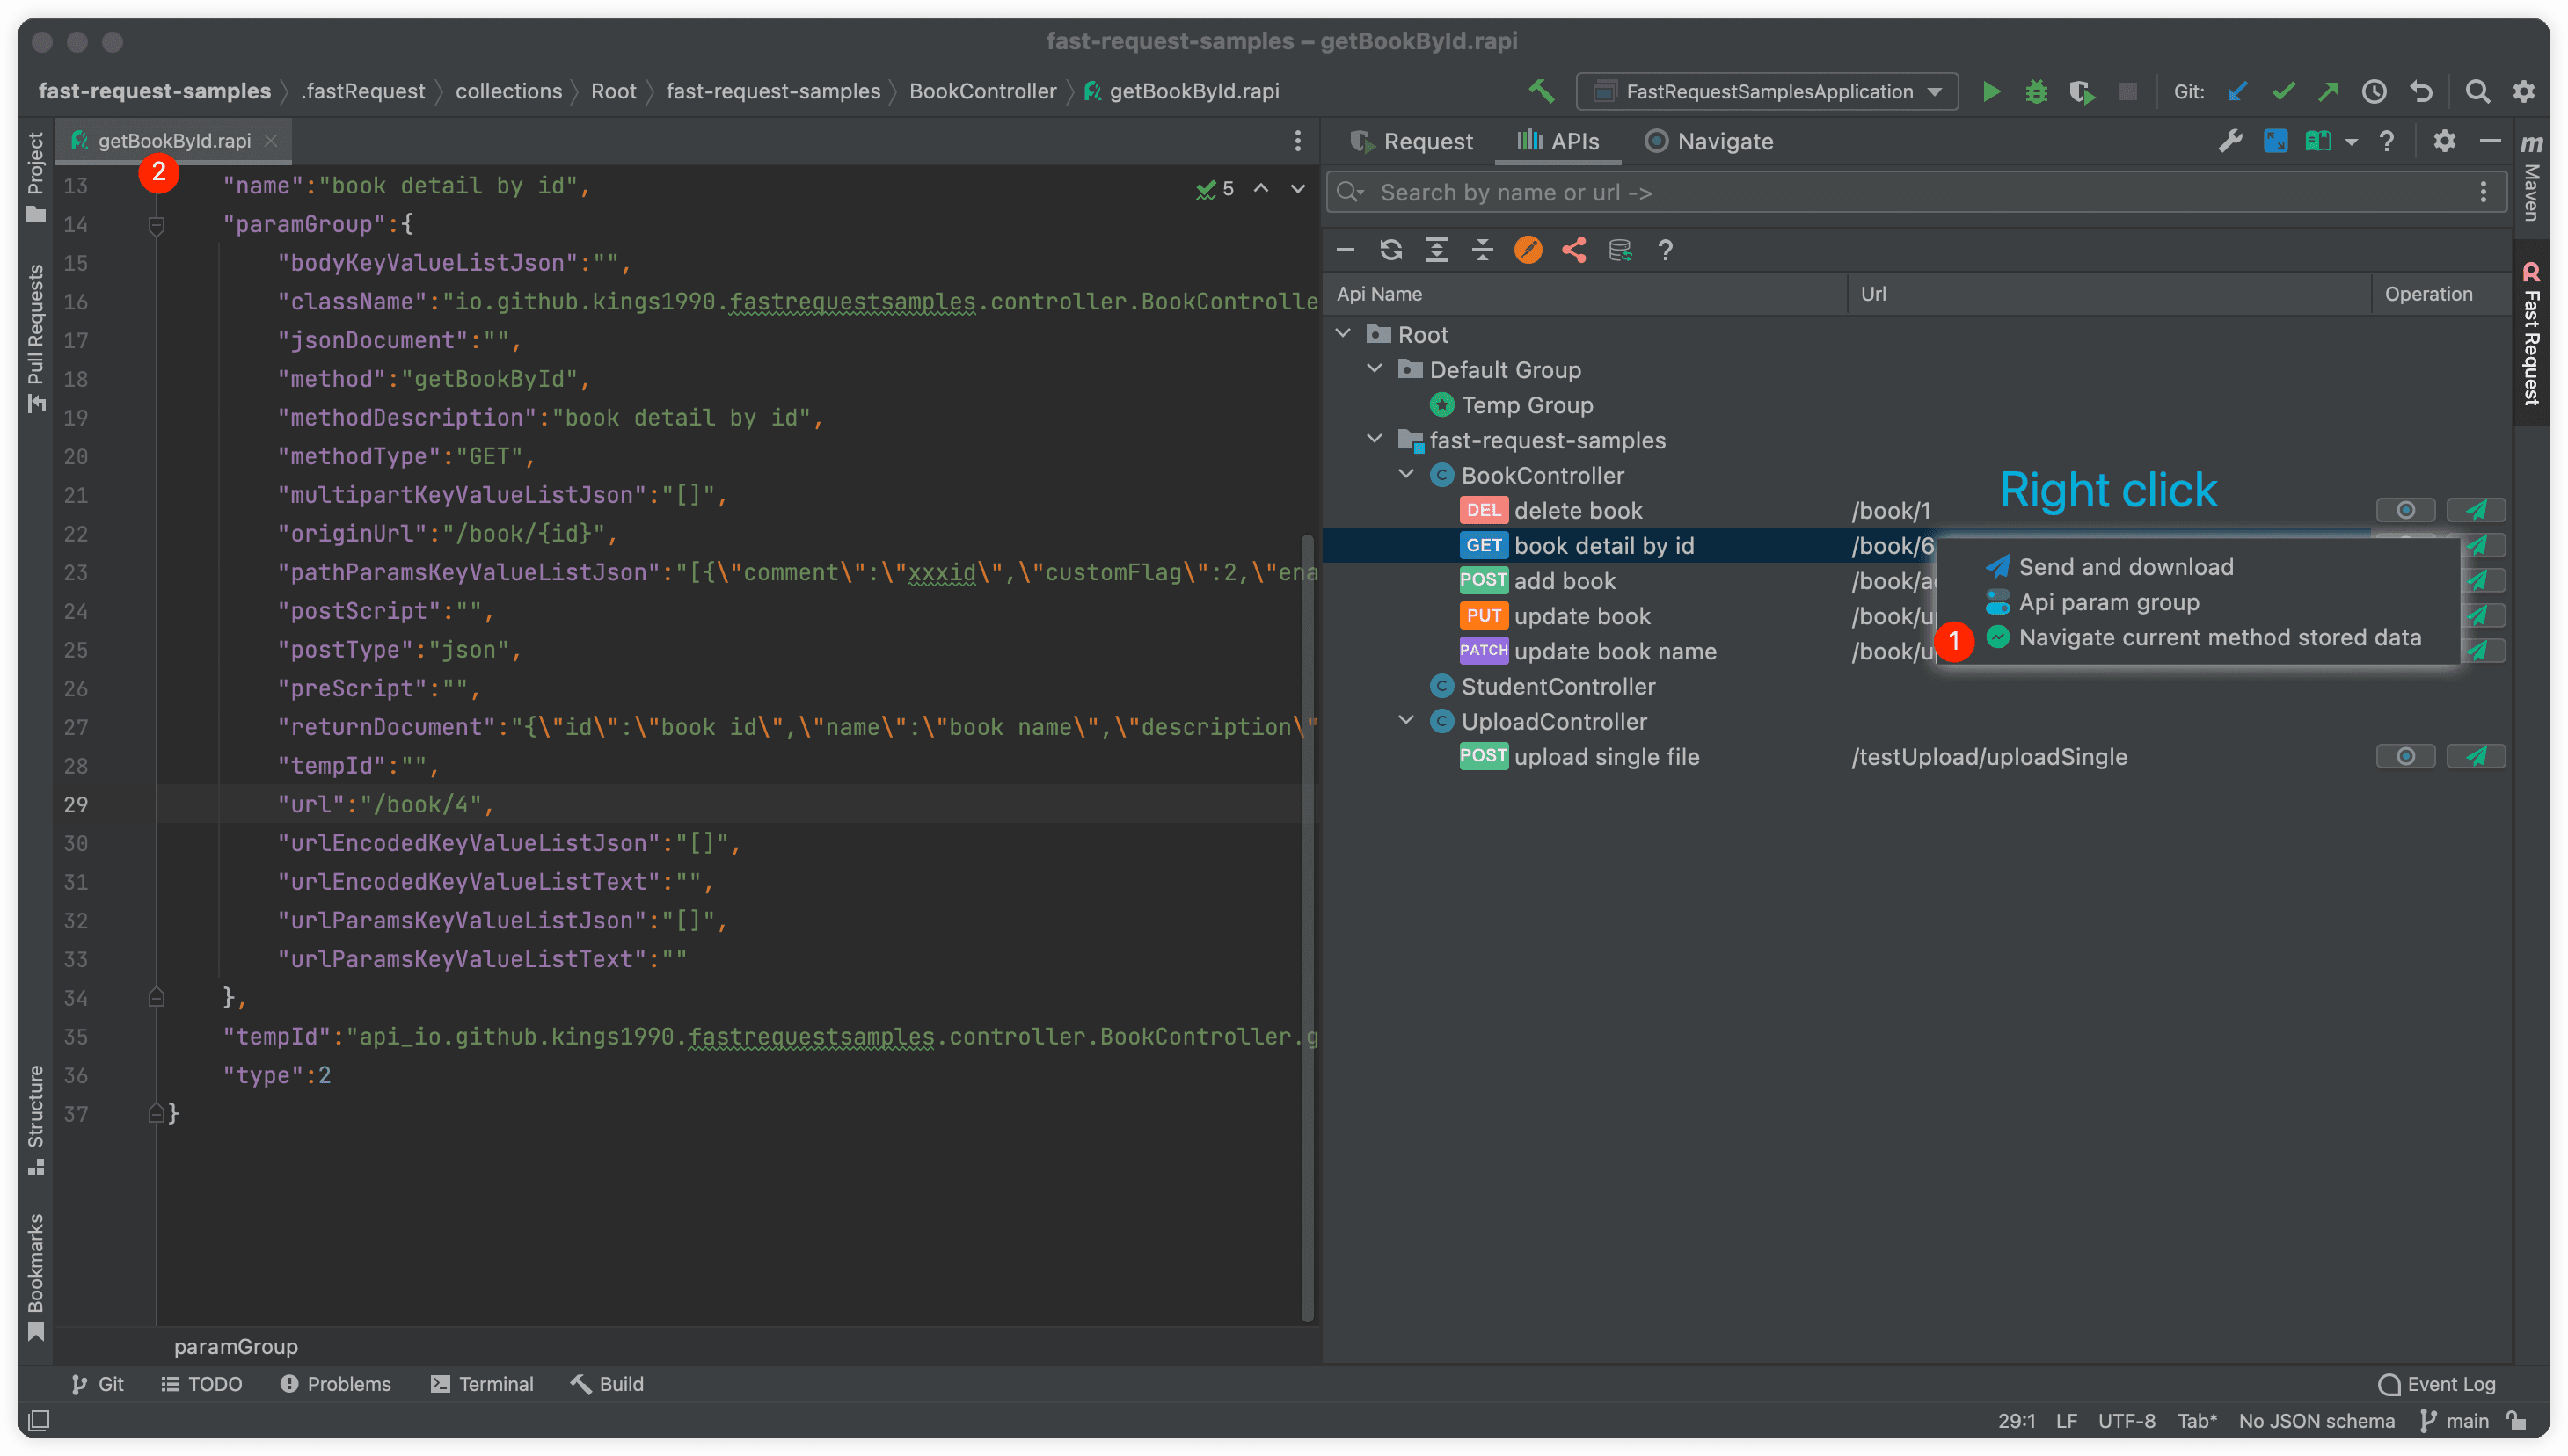 fast-request-samples – getBookById.rapi
fast-request-samples .fastRequest collections Root fast-request-samples BookController getBookById.rapi
FastRequestSamplesApplication Git:
Project
Pull Requests
Structure
Bookmarks
getBookById.rapi
2
5
13 "name":"book detail by id",
14 "paramGroup":{
15 "bodyKeyValueListJson":"",
16 "className":"io.github.kings1990.fastrequestsamples.controller.BookControlle
17 "jsonDocument":"",
18 "method":"getBookById",
19 "methodDescription":"book detail by id",
20 "methodType":"GET",
21 "multipartKeyValueListJson":"[]",
22 "originUrl":"/book/{id}",
23 "pathParamsKeyValueListJson":"[{\"comment\":\"xxxid\",\"customFlag\":2,\"ena
24 "postScript":"",
25 "postType":"json",
26 "preScript":"",
27 "returnDocument":"{\"id\":\"book id\",\"name\":\"book name\",\"description\"
28 "tempId":"",
29 "url":"/book/4",
30 "urlEncodedKeyValueListJson":"[]",
31 "urlEncodedKeyValueListText":"",
32 "urlParamsKeyValueListJson":"[]",
33 "urlParamsKeyValueListText":""
34 },
35 "tempId":"api_io.github.kings1990.fastrequestsamples.controller.BookController.g
36 "type":2
37 }
paramGroup
Request APIs Navigate
Search by name or url ->
Api Name Url Operation
Root
Default Group
Temp Group
fast-request-samples
BookController
Right click
DEL delete book /book/1
GET book detail by id /book/6
POST add book /book/a
PUT update book /book/u
PATCH update book name /book/u
Send and download
Api param group
1 Navigate current method stored data
StudentController
UploadController
POST upload single file /testUpload/uploadSingle
m
Maven
Fast Request
Git TODO Problems Terminal Build Event Log
29:1 LF UTF-8 Tab* No JSON schema main